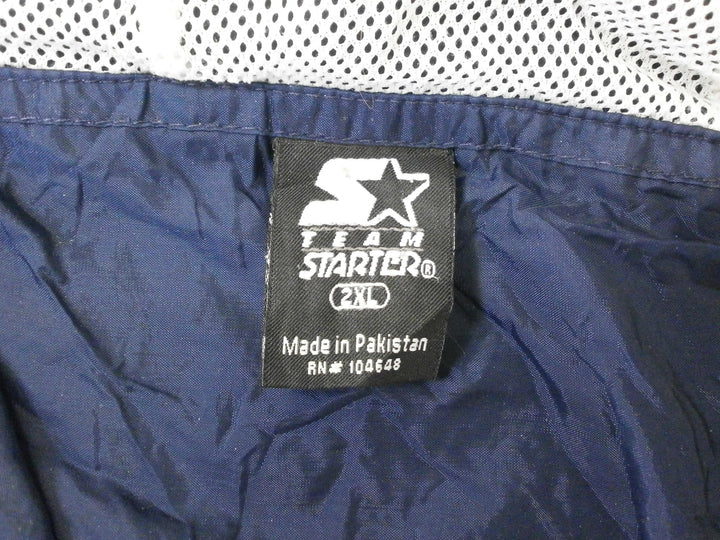 TEAM
STARTER®
2XL
Made in Pakistan
RN# 104648